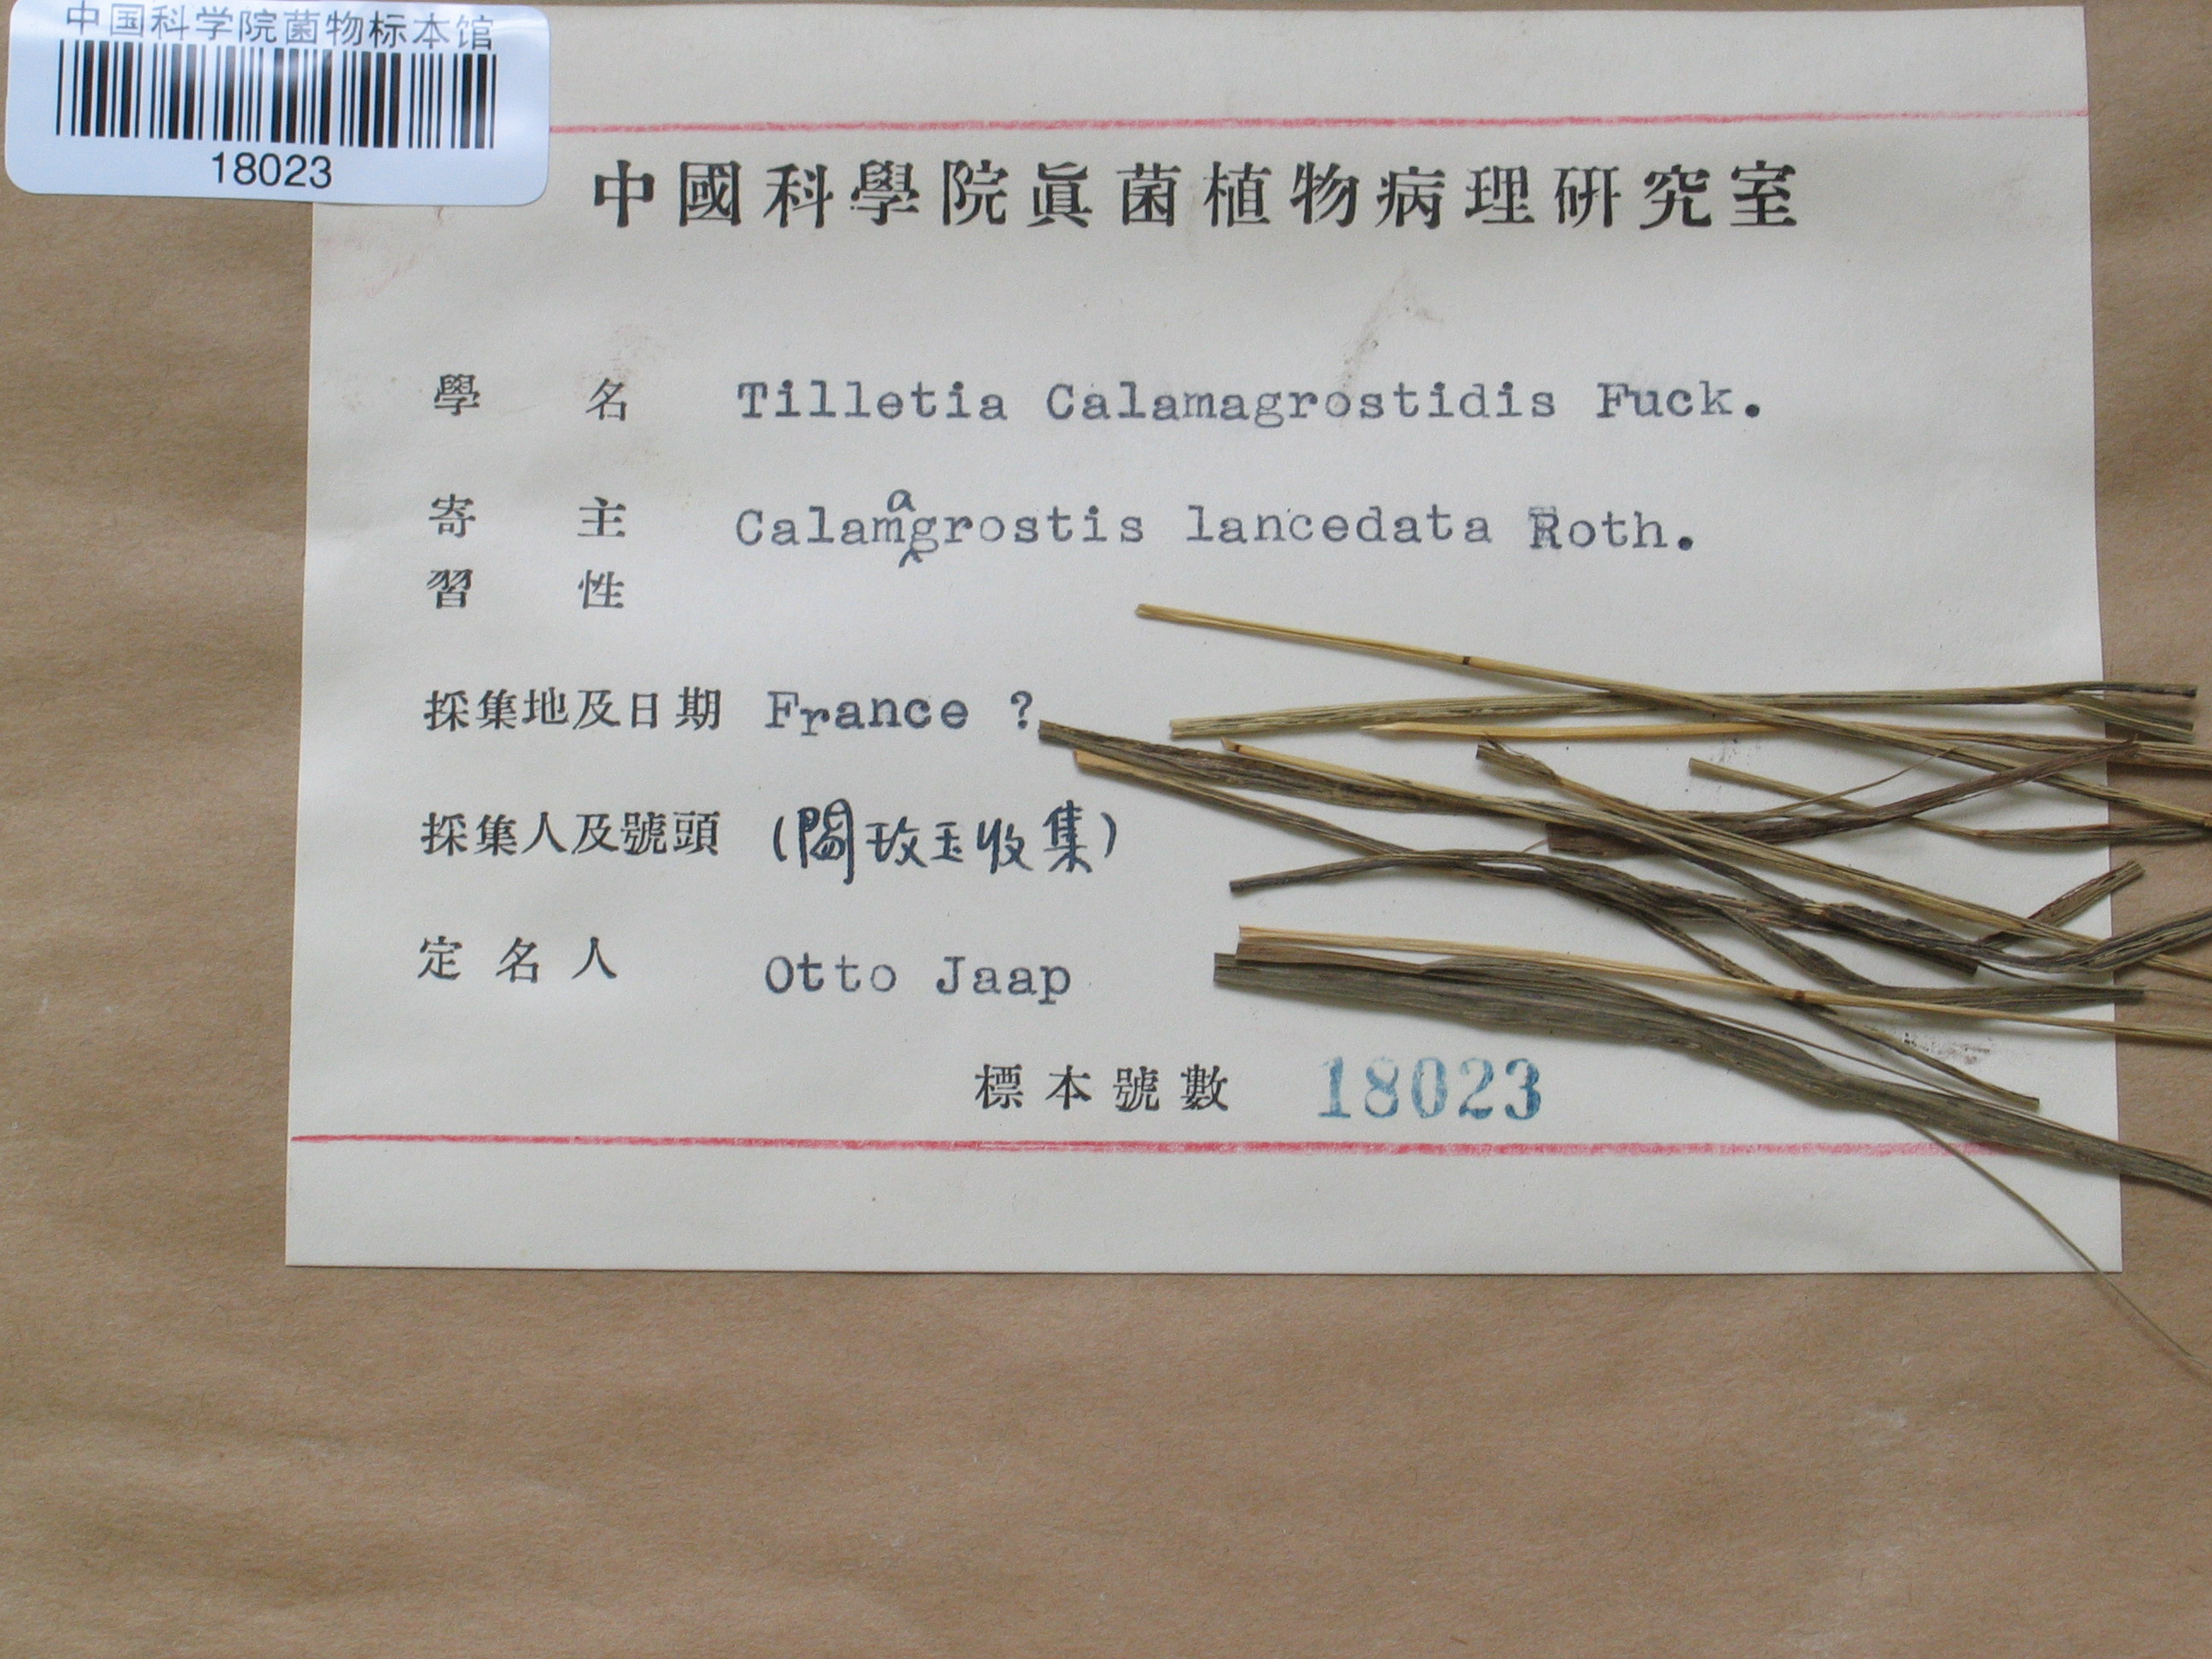 中国科学院菌物标本馆
18023
中國科學院眞菌植物病理研究室
學名 Tilletia Calamagrostidis Fuck.
寄主 Calamagrostis lancedata Roth.
習性
採集地及日期 France ?
採集人及號頭 (閻玫玉收集)
定名人 Otto Jaap
標本號數 18023